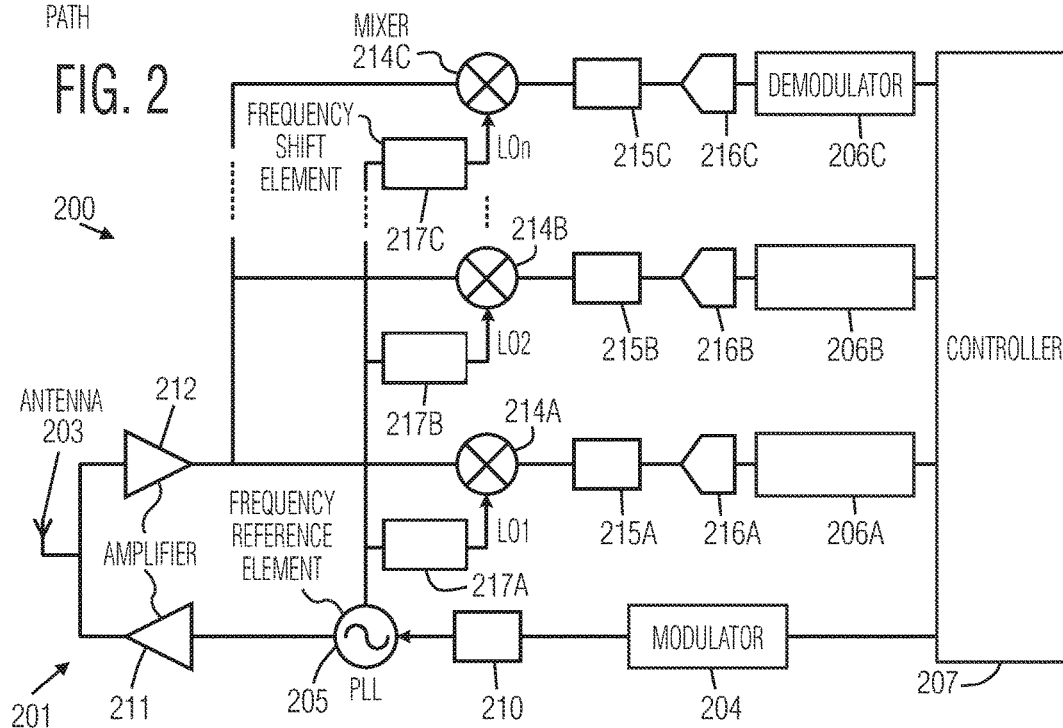 PATH
FIG. 2
MIXER
214C
FREQUENCY
SHIFT
ELEMENT
LOn
217C
215C
216C
DEMODULATOR
206C
200
214B
LO2
217B
215B
216B
206B
CONTROLLER
ANTENNA
203
212
214A
FREQUENCY
REFERENCE
ELEMENT
LO1
217A
215A
216A
206A
AMPLIFIER
MODULATOR
201
211
205
PLL
210
204
207